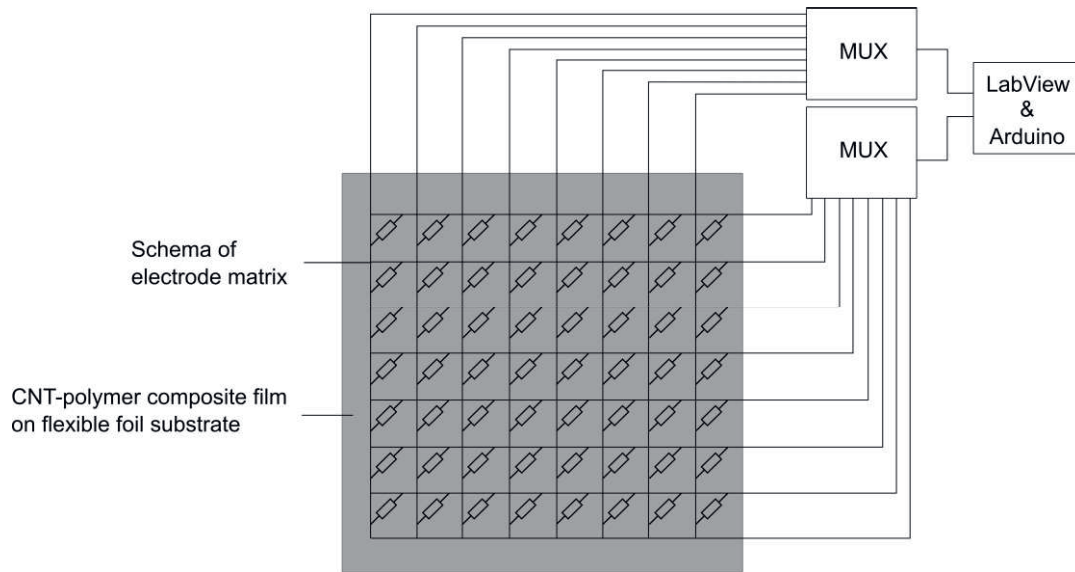 MUX
LabView
&
Arduino
MUX
Schema of
electrode matrix
CNT-polymer composite film
on flexible foil substrate